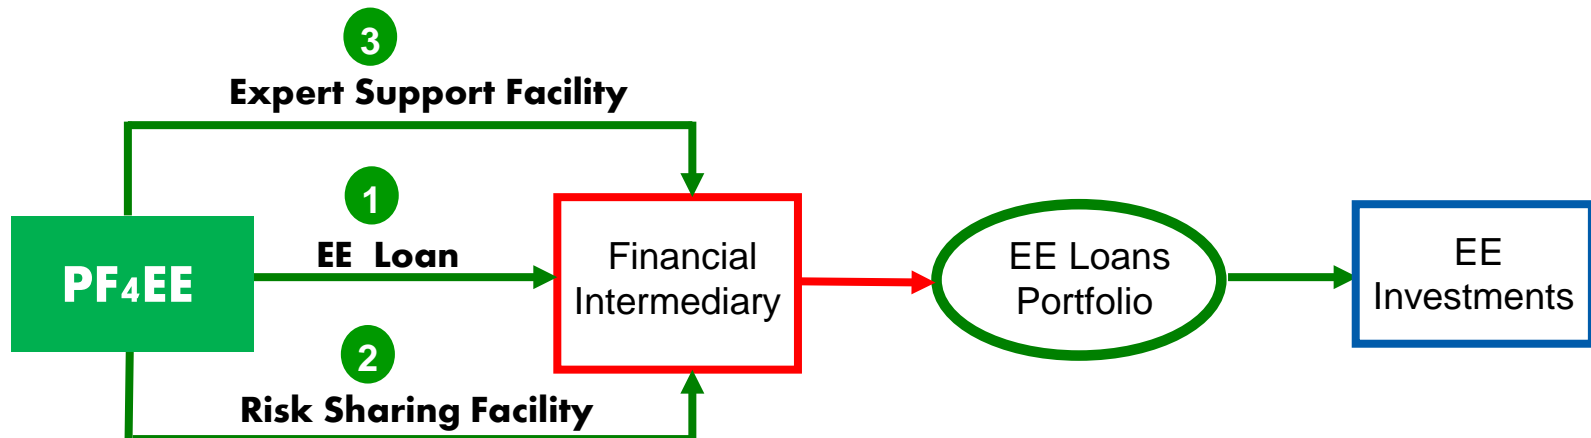 3
Expert Support Facility
1
EE Loan
PF4EE
Financial
Intermediary
EE Loans
Portfolio
EE
Investments
2
Risk Sharing Facility